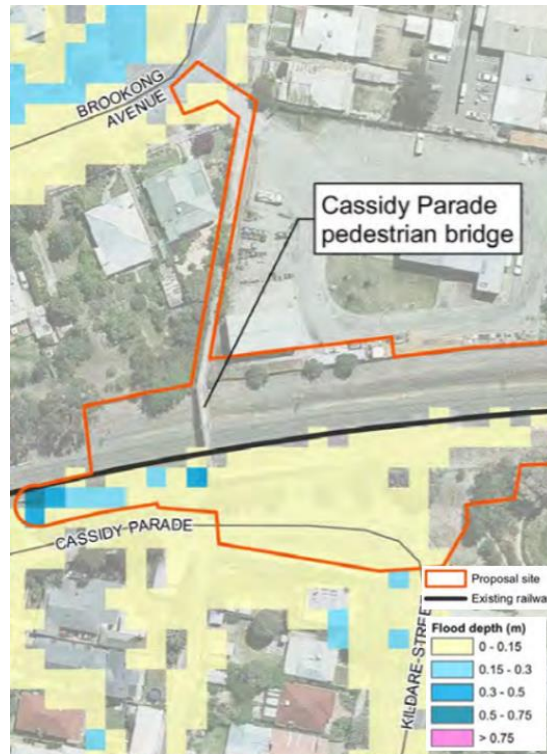 BROOKONG
AVENUE
Cassidy Parade
pedestrian bridge
CASSIDY PARADE
KILDARE-STREE
Proposal site
Existing railwa
Flood depth (m)
0 - 0.15
0.15 - 0.3
0.3 - 0.5
0.5 - 0.75
> 0.75